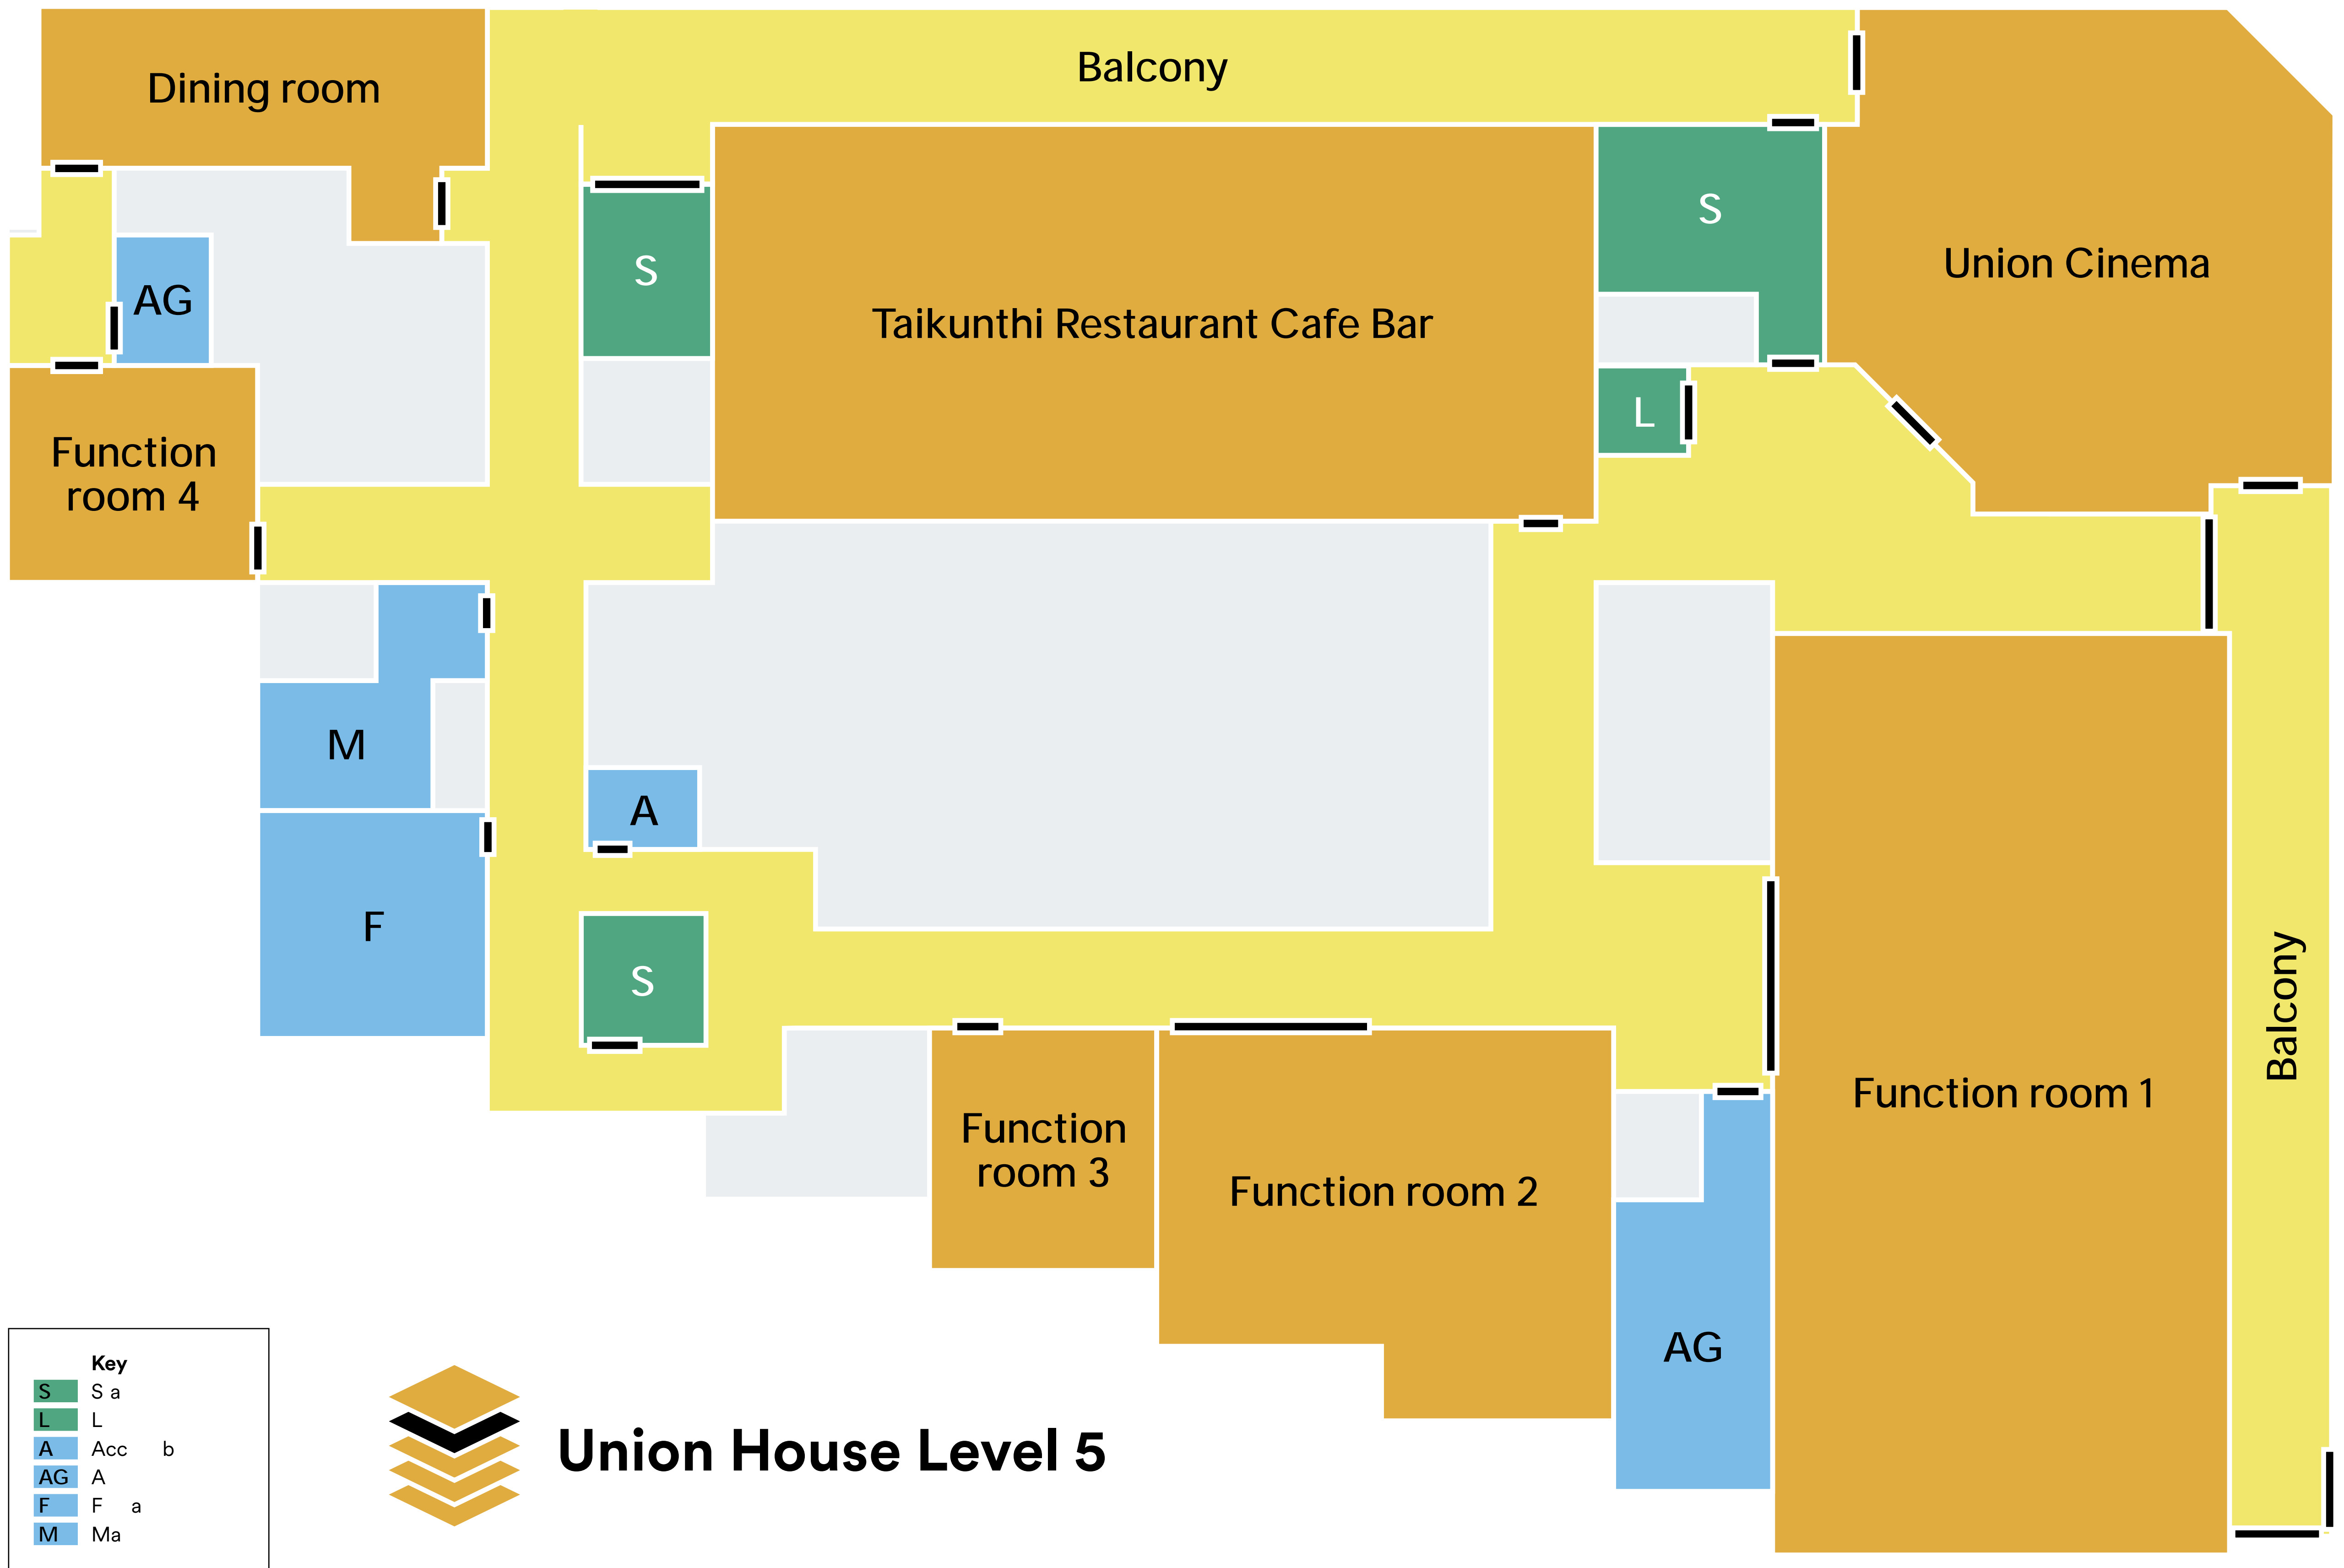 Balcony
Dining room
S
S
Union Cinema
AG
Taikunthi Restaurant Cafe Bar
L
Function
room 4
M
A
F
S
Balcony
Function room 1
Function
room 3
Function room 2
AG
Key
S S a
L L
A Acc b
AG A
F F a
M Ma
Union House Level 5